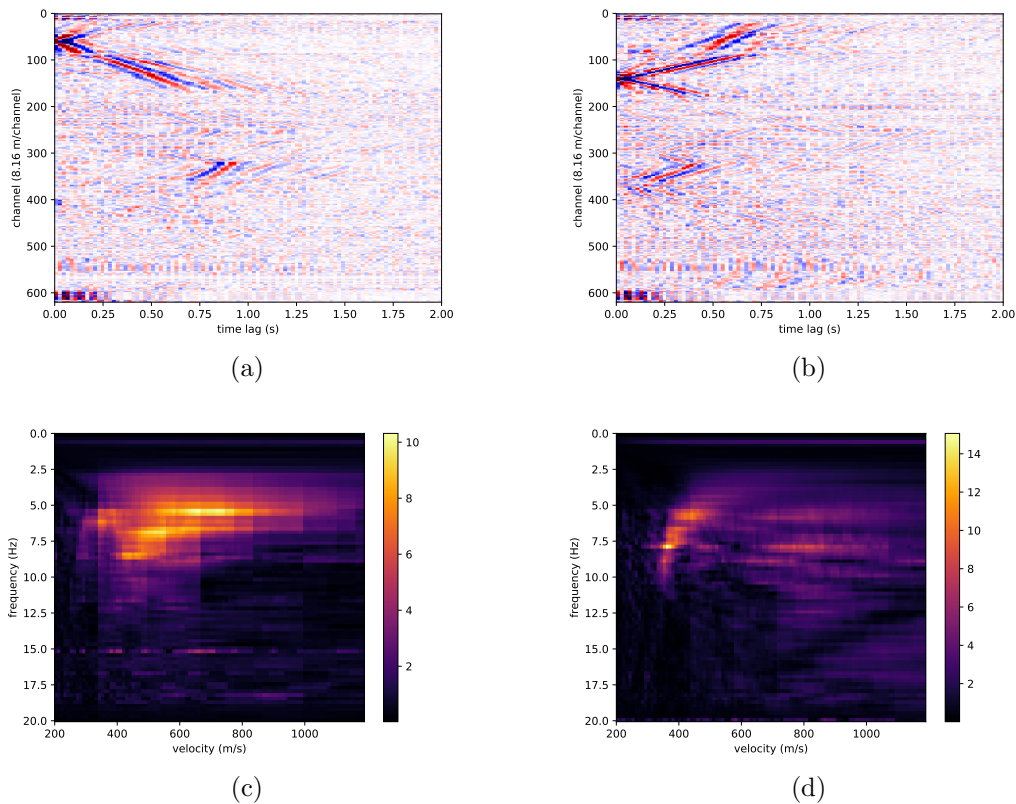 0
100
200
300
400
500
600
channel (8.16 m/channel)
0.00 0.25 0.50 0.75 1.00 1.25 1.50 1.75 2.00
time lag (s)
(a)
0
100
200
300
400
500
600
channel (8.16 m/channel)
0.00 0.25 0.50 0.75 1.00 1.25 1.50 1.75 2.00
time lag (s)
(b)
0.0
2.5
5.0
7.5
10.0
12.5
15.0
17.5
20.0
frequency (Hz)
200 400 600 800 1000
velocity (m/s)
10
8
6
4
2
(c)
0.0
2.5
5.0
7.5
10.0
12.5
15.0
17.5
20.0
frequency (Hz)
200 400 600 800 1000
velocity (m/s)
14
12
10
8
6
4
2
(d)